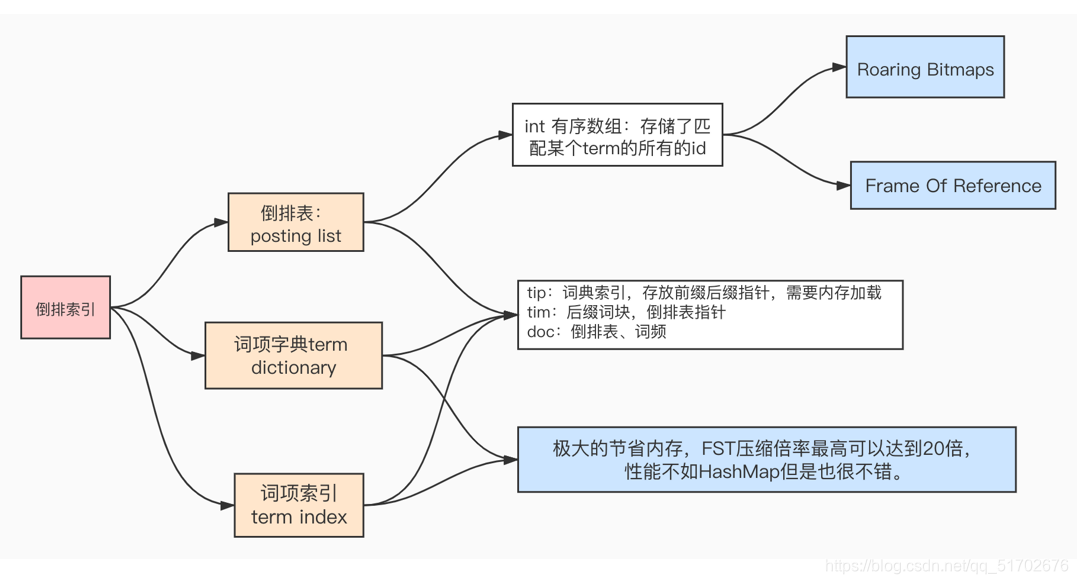 Roaring Bitmaps
int 有序数组：存储了匹
配某个term的所有的id
Frame Of Reference
倒排表：
posting list
倒排索引
tip：词典索引，存放前缀后缀指针，需要内存加载
tim：后缀词块，倒排表指针
doc：倒排表、词频
词项字典term
dictionary
极大的节省内存，FST压缩倍率最高可以达到20倍，
性能不如HashMap但是也很不错。
词项索引
term index
https://blog.csdn.net/qq_51702676